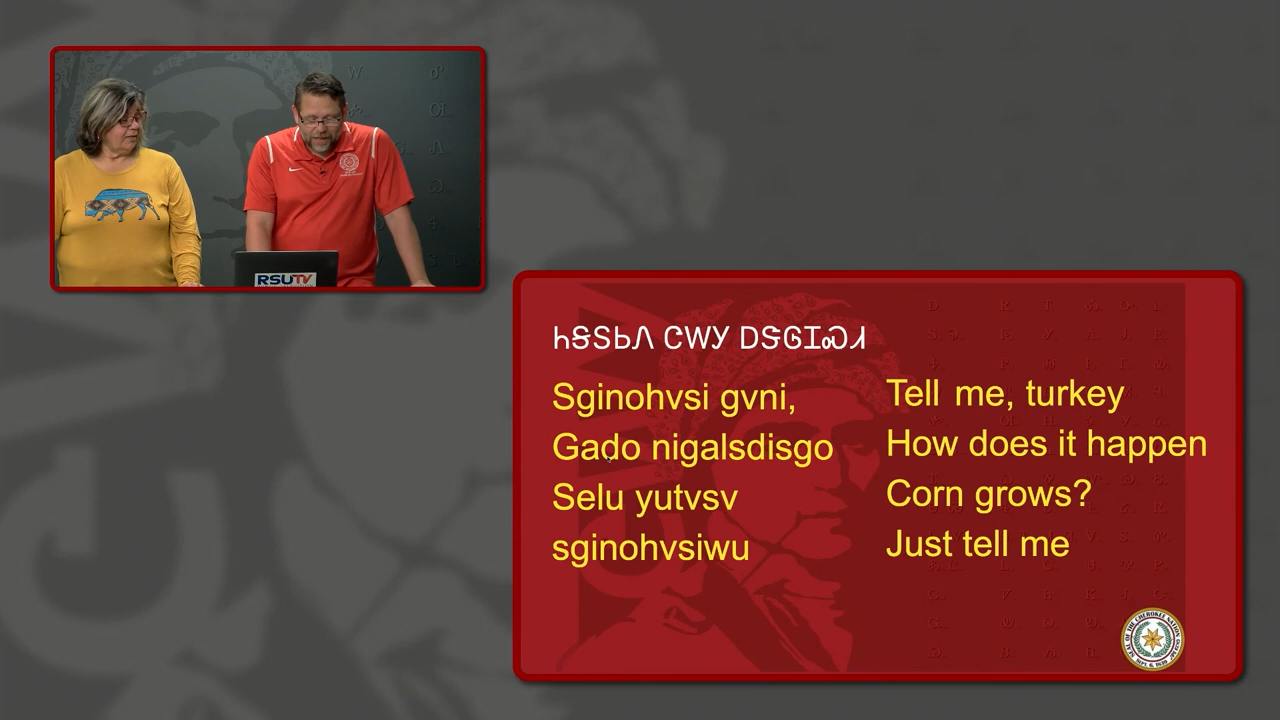 RSUTV
ᏂᎦᏚᏏᏁ ᏣᎳᎩ ᎠᏕᎶᏆᏍᏗ
Sginohvsi gvni,
Gado nigalsdisgo
Selu yutvsv
sginohvsiwu
Tell me, turkey
How does it happen
Corn grows?
Just tell me